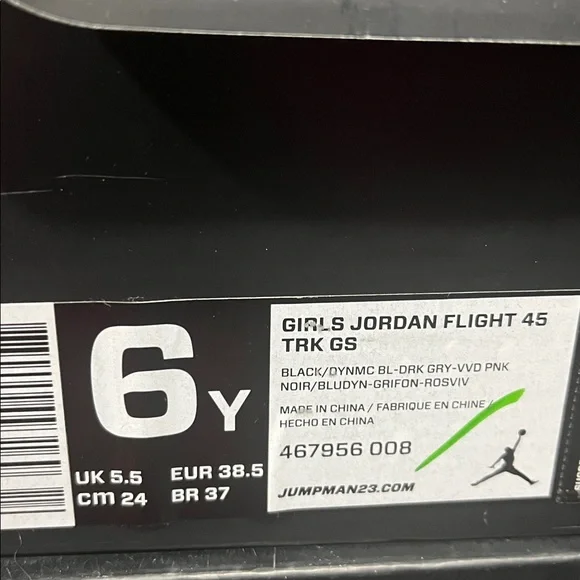 6Y
UK 5.5 EUR 38.5
cm 24 BR 37
GIRLS JORDAN FLIGHT 45
TRK GS
BLACK/DYNMC BL-DRK GRY-VVD PNK
NOIR/BLUDYN-GRIFON-ROSVIV
MADE IN CHINA / FABRIQUE EN CHINE /
HECHO EN CHINA
467956 008
JUMPMAN23.COM